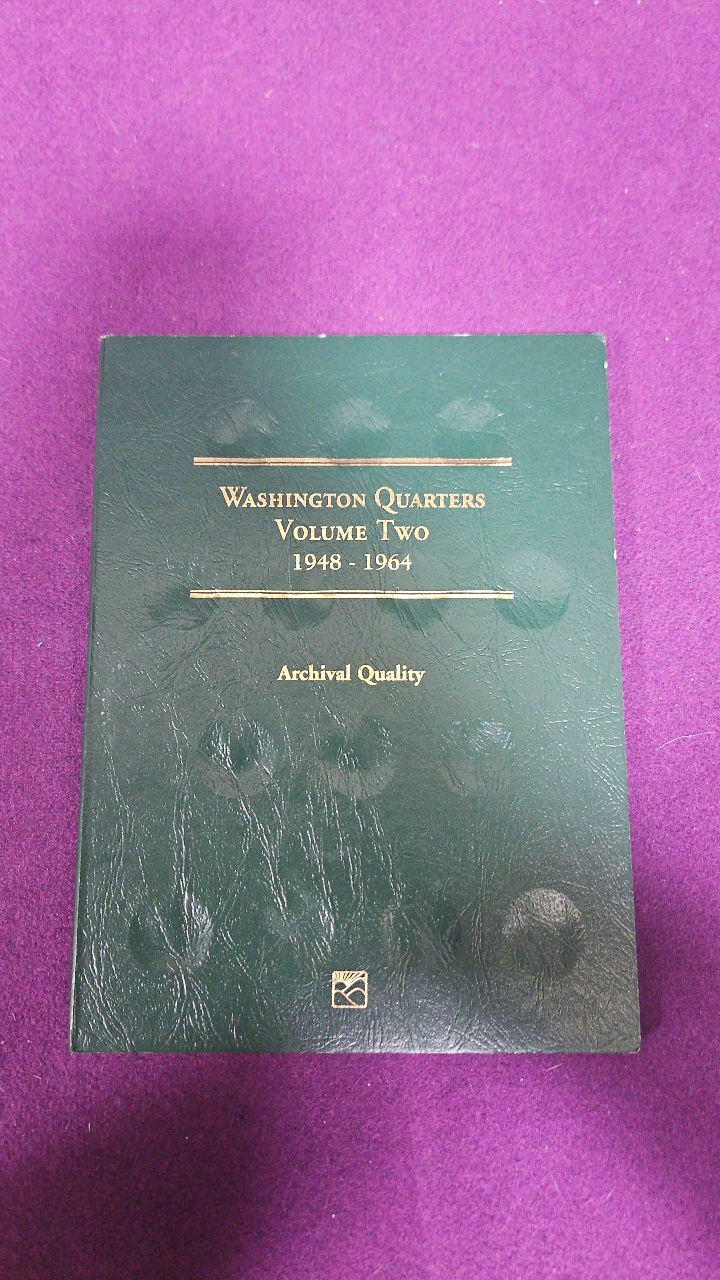 Washington Quarters
Volume Two
1948 - 1964
Archival Quality